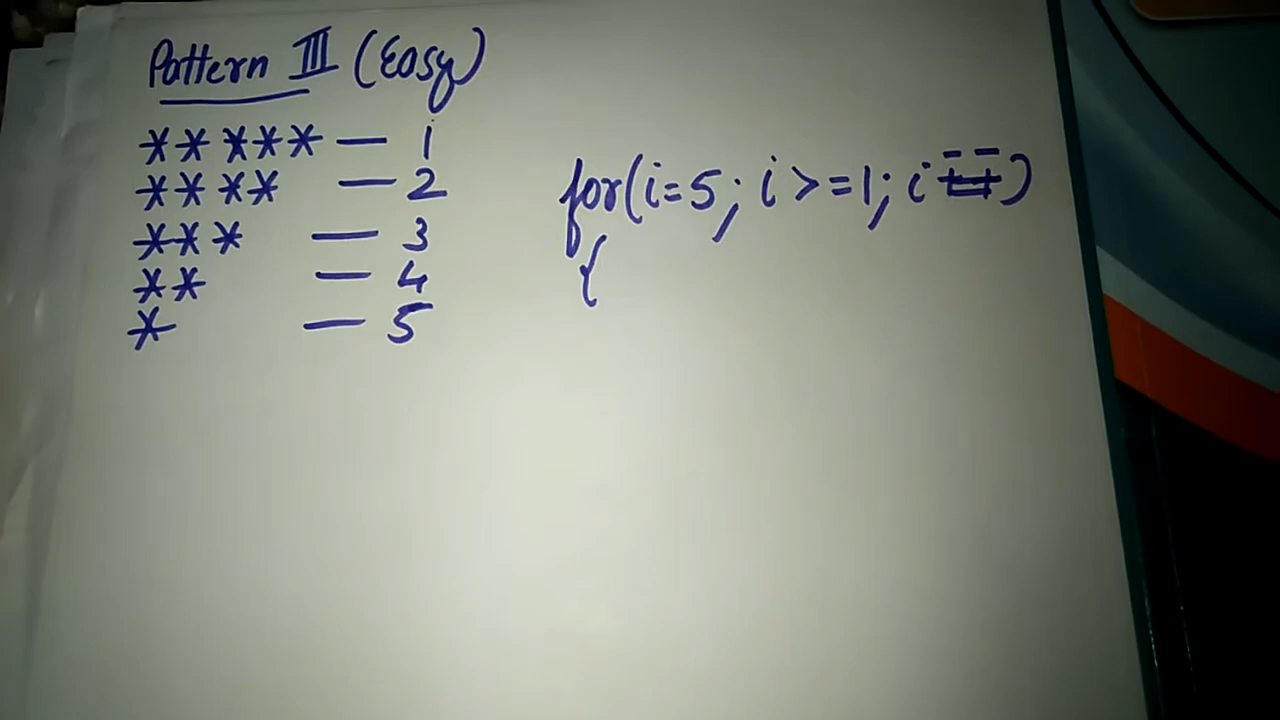 Pattern III (Easy)
***** — 1
**** — 2
*** — 3
** — 4
* — 5
for(i=5; i>=1; i--)
{